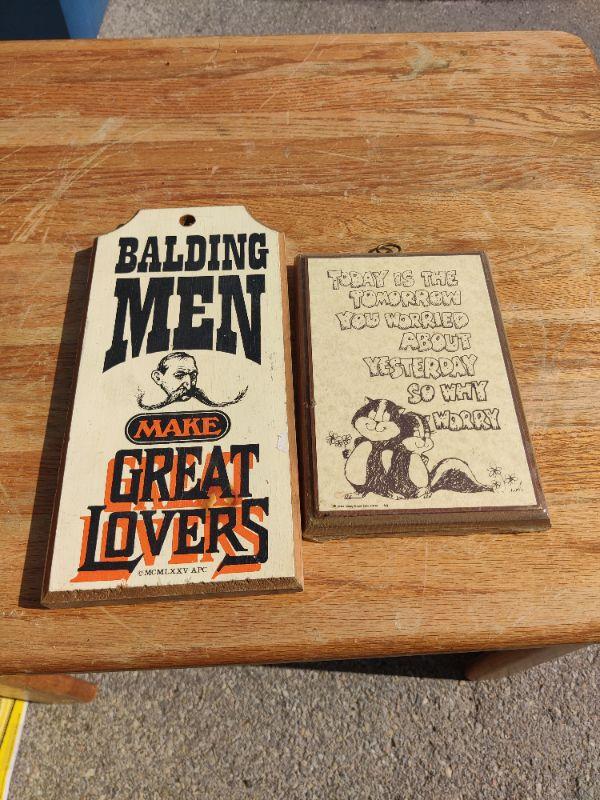 BALDING
MEN
MAKE
GREAT
LOVERS
© MCMLXXV APC
TODAY IS THE
TOMORROW
YOU WORRIED
ABOUT
YESTERDAY
SO WHY
WORRY